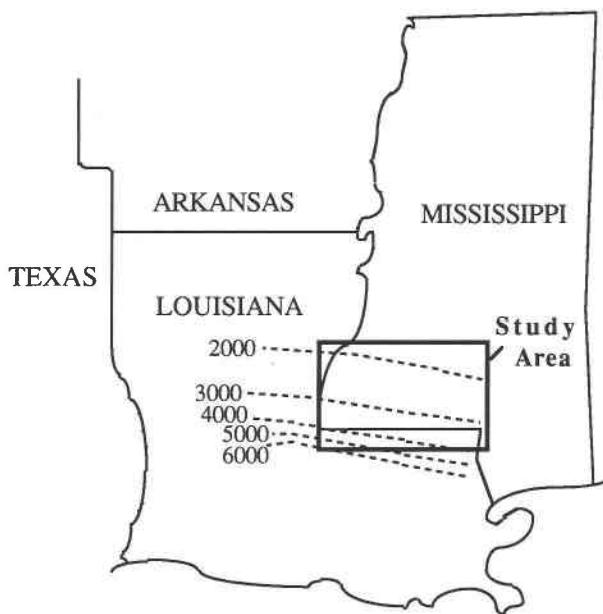 ARKANSAS
MISSISSIPPI
TEXAS
LOUISIANA
Study
Area
2000
3000
4000
5000
6000